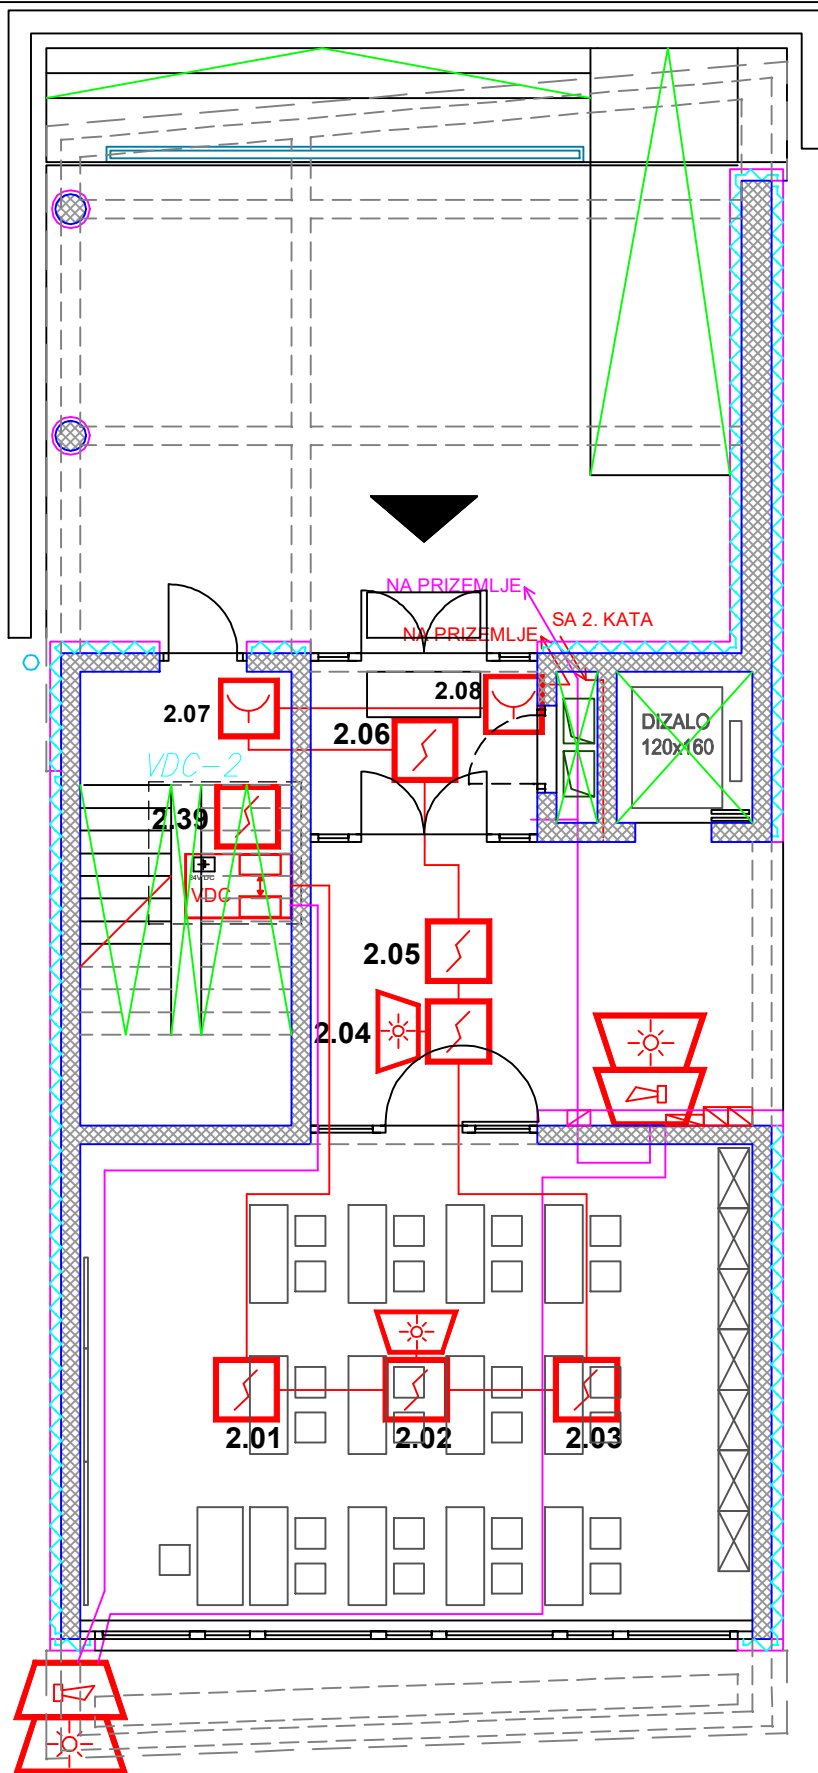 NA PRIZEMLJE
SA 2. KATA
NA PRIZEMLJE
2.08
2.07
DIZALO
120x160
2.06
VDC-2
2.39
VDC
2.05
2.04
2.01
2.02
2.03